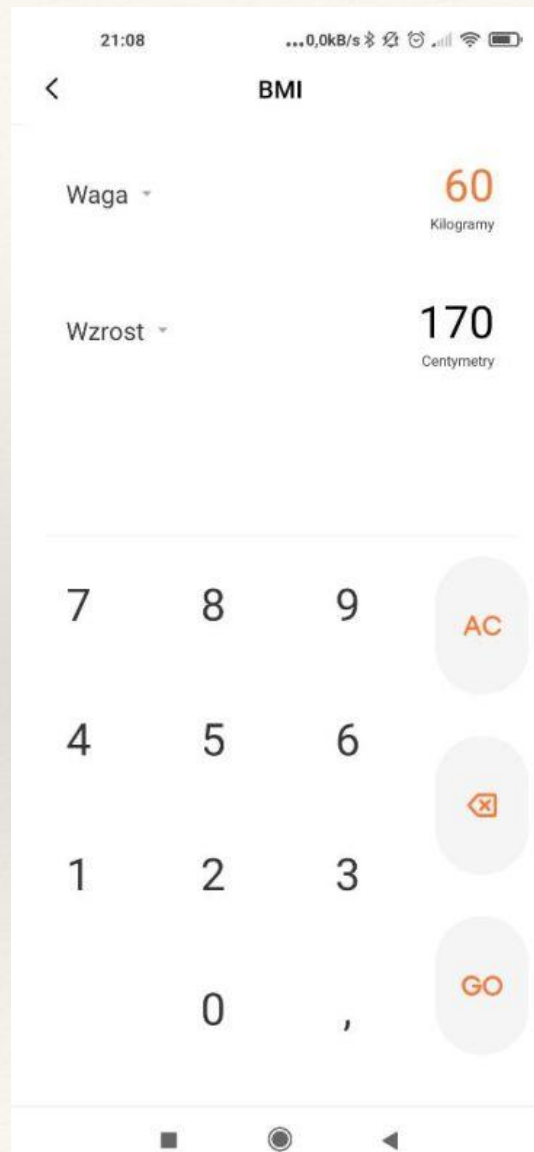 21:08 ...0,0kB/s
BMI
Waga 60
Kilogramy
Wzrost 170
Centymetry
7 8 9 AC
4 5 6
1 2 3
0 , GO